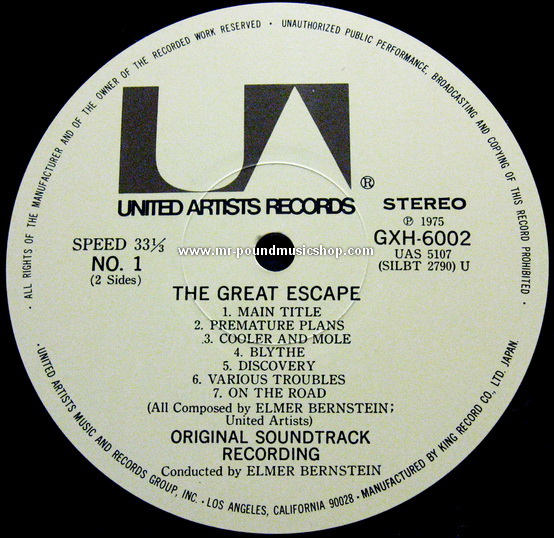 ALL RIGHTS OF THE MANUFACTURER AND OF THE OWNER OF THE RECORDED WORK RESERVED · UNAUTHORIZED PUBLIC PERFORMANCE, BROADCASTING AND COPYING OF THIS RECORD PROHIBITED ·
UA ®
UNITED ARTISTS RECORDS
STEREO
Ⓟ 1975
GXH-6002
UAS 5107
(SILBT 2790) U
SPEED 33⅓
NO. 1
(2 Sides)
www.mr-poundmusicshop.com
THE GREAT ESCAPE
1. MAIN TITLE
2. PREMATURE PLANS
3. COOLER AND MOLE
4. BLYTHE
5. DISCOVERY
6. VARIOUS TROUBLES
7. ON THE ROAD
(All Composed by ELMER BERNSTEIN;
United Artists)
ORIGINAL SOUNDTRACK
RECORDING
Conducted by ELMER BERNSTEIN
· UNITED ARTISTS MUSIC AND RECORDS GROUP, INC. · LOS ANGELES, CALIFORNIA 90028 · MANUFACTURED BY KING RECORD CO., LTD. JAPAN.